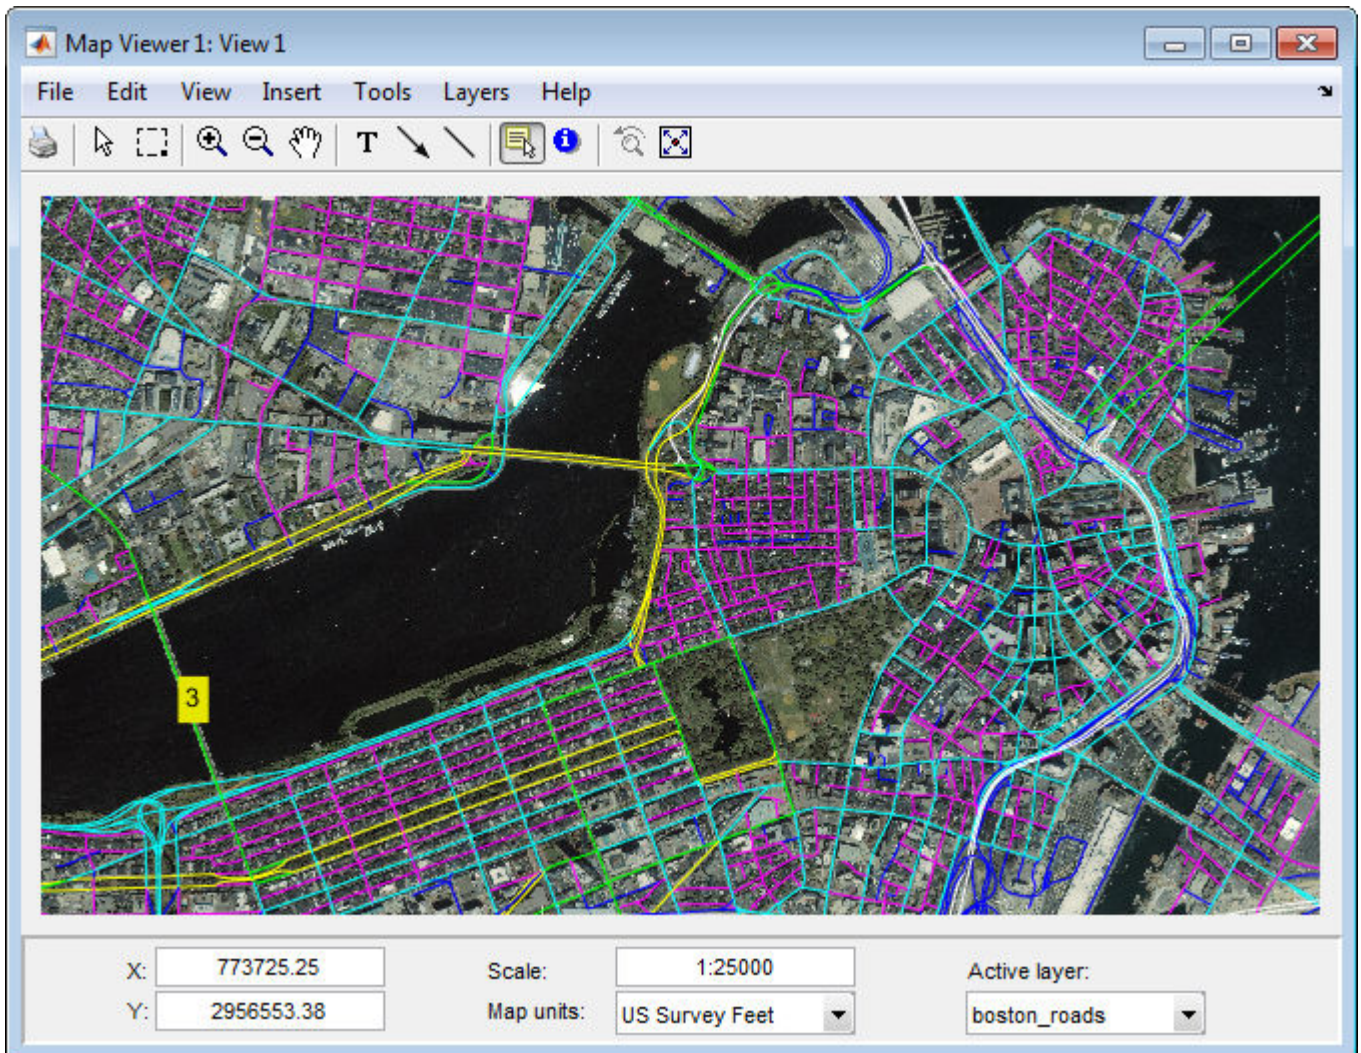 Map Viewer 1: View 1
File Edit View Insert Tools Layers Help
T
3
X: 773725.25 Scale: 1:25000 Active layer:
Y: 2956553.38 Map units: US Survey Feet boston_roads